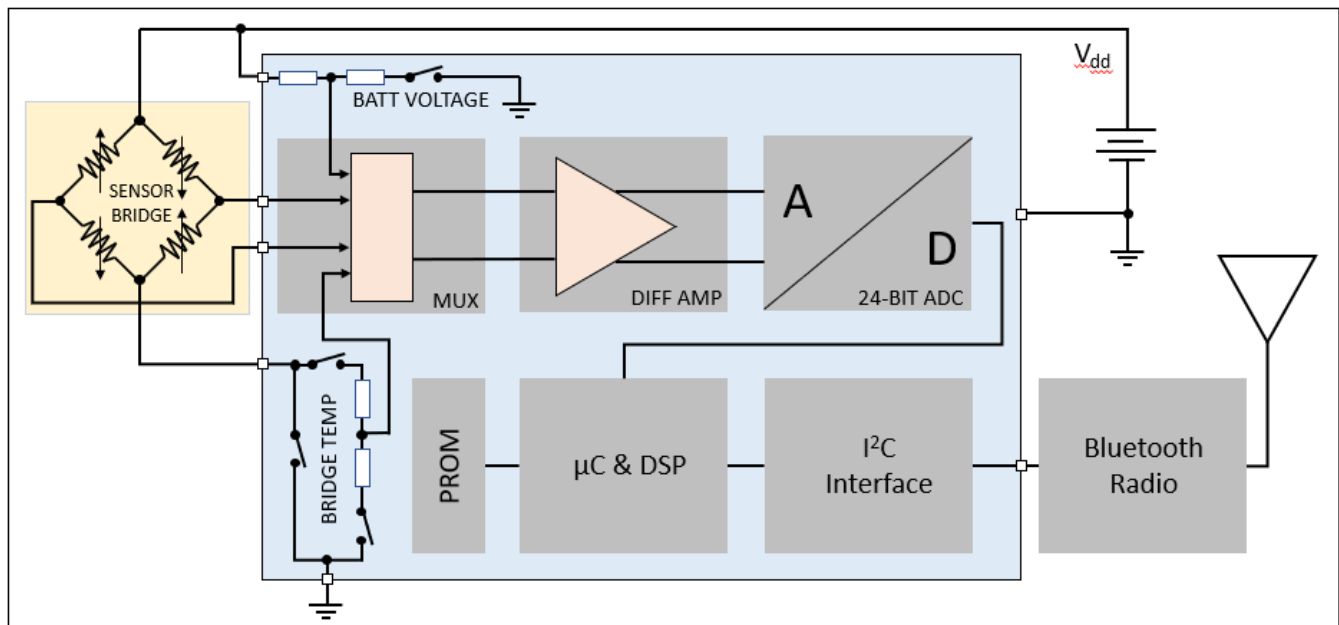 V_dd
BATT VOLTAGE
SENSOR
BRIDGE
A
D
MUX
DIFF AMP
24-BIT ADC
BRIDGE TEMP
PROM
µC & DSP
I²C
Interface
Bluetooth
Radio